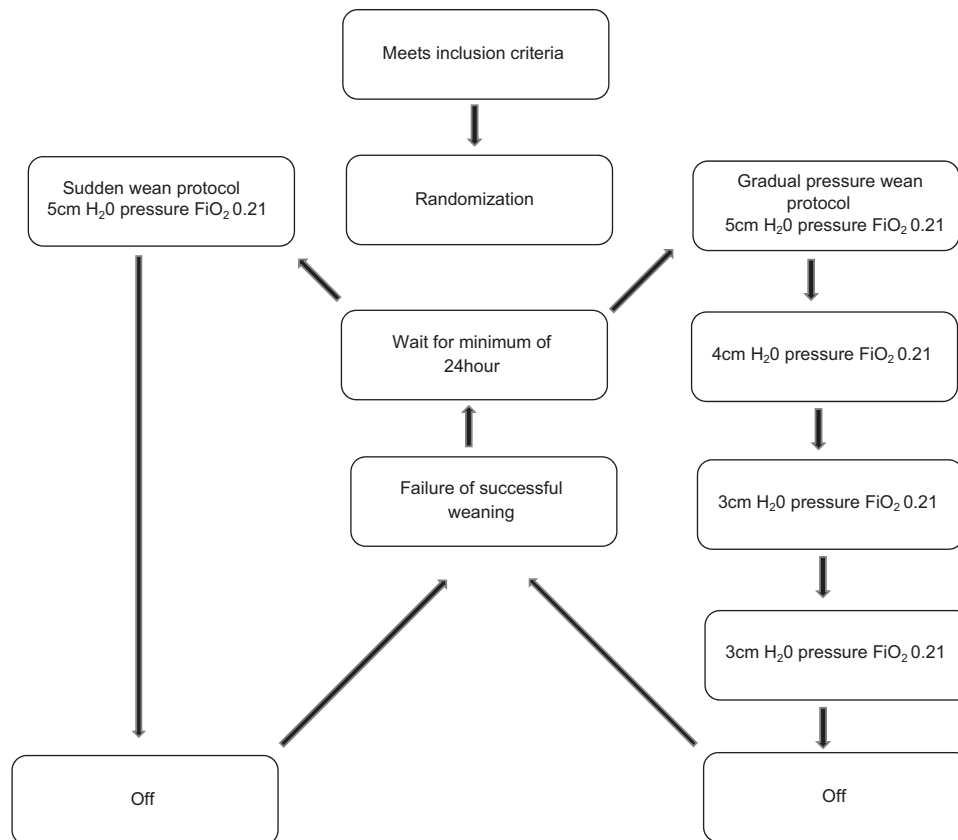 Meets inclusion criteria
Randomization
Sudden wean protocol
5cm H₂0 pressure FiO₂ 0.21
Gradual pressure wean
protocol
5cm H₂0 pressure FiO₂ 0.21
Wait for minimum of
24hour
4cm H₂0 pressure FiO₂ 0.21
Failure of successful
weaning
3cm H₂0 pressure FiO₂ 0.21
3cm H₂0 pressure FiO₂ 0.21
Off
Off